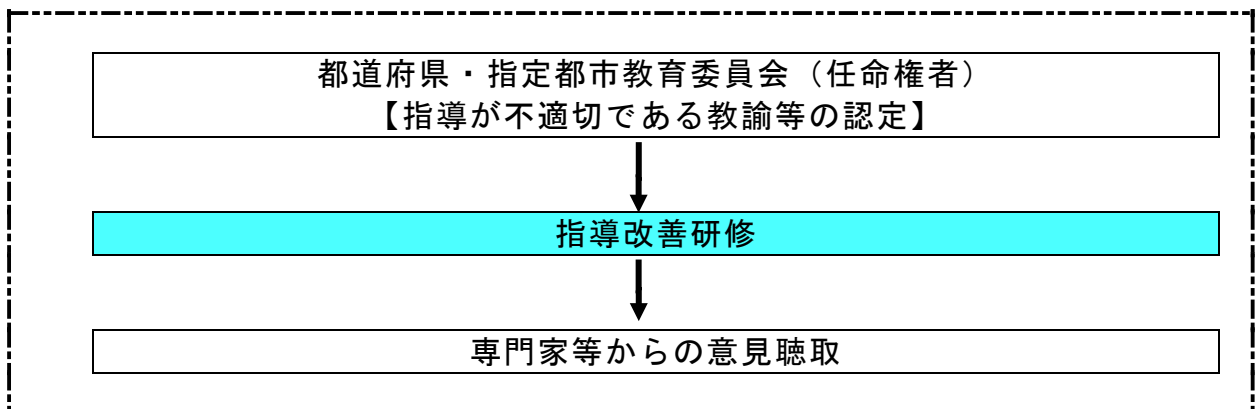 都道府県・指定都市教育委員会（任命権者）
【指導が不適切である教諭等の認定】
指導改善研修
専門家等からの意見聴取